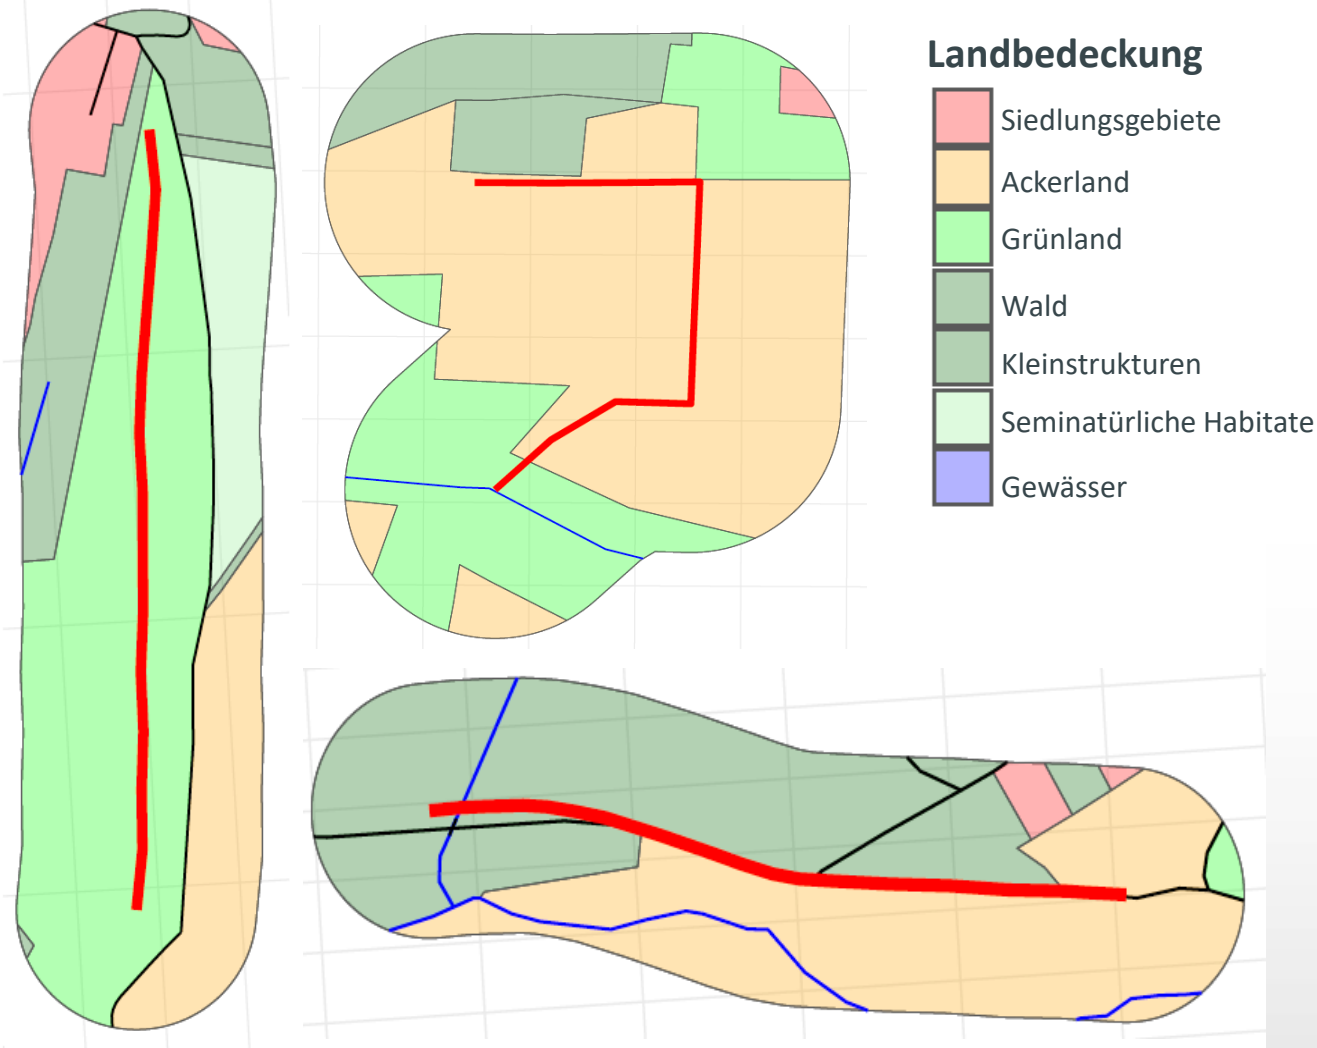 Landbedeckung
Siedlungsgebiete
Ackerland
Grünland
Wald
Kleinstrukturen
Seminatürliche Habitate
Gewässer